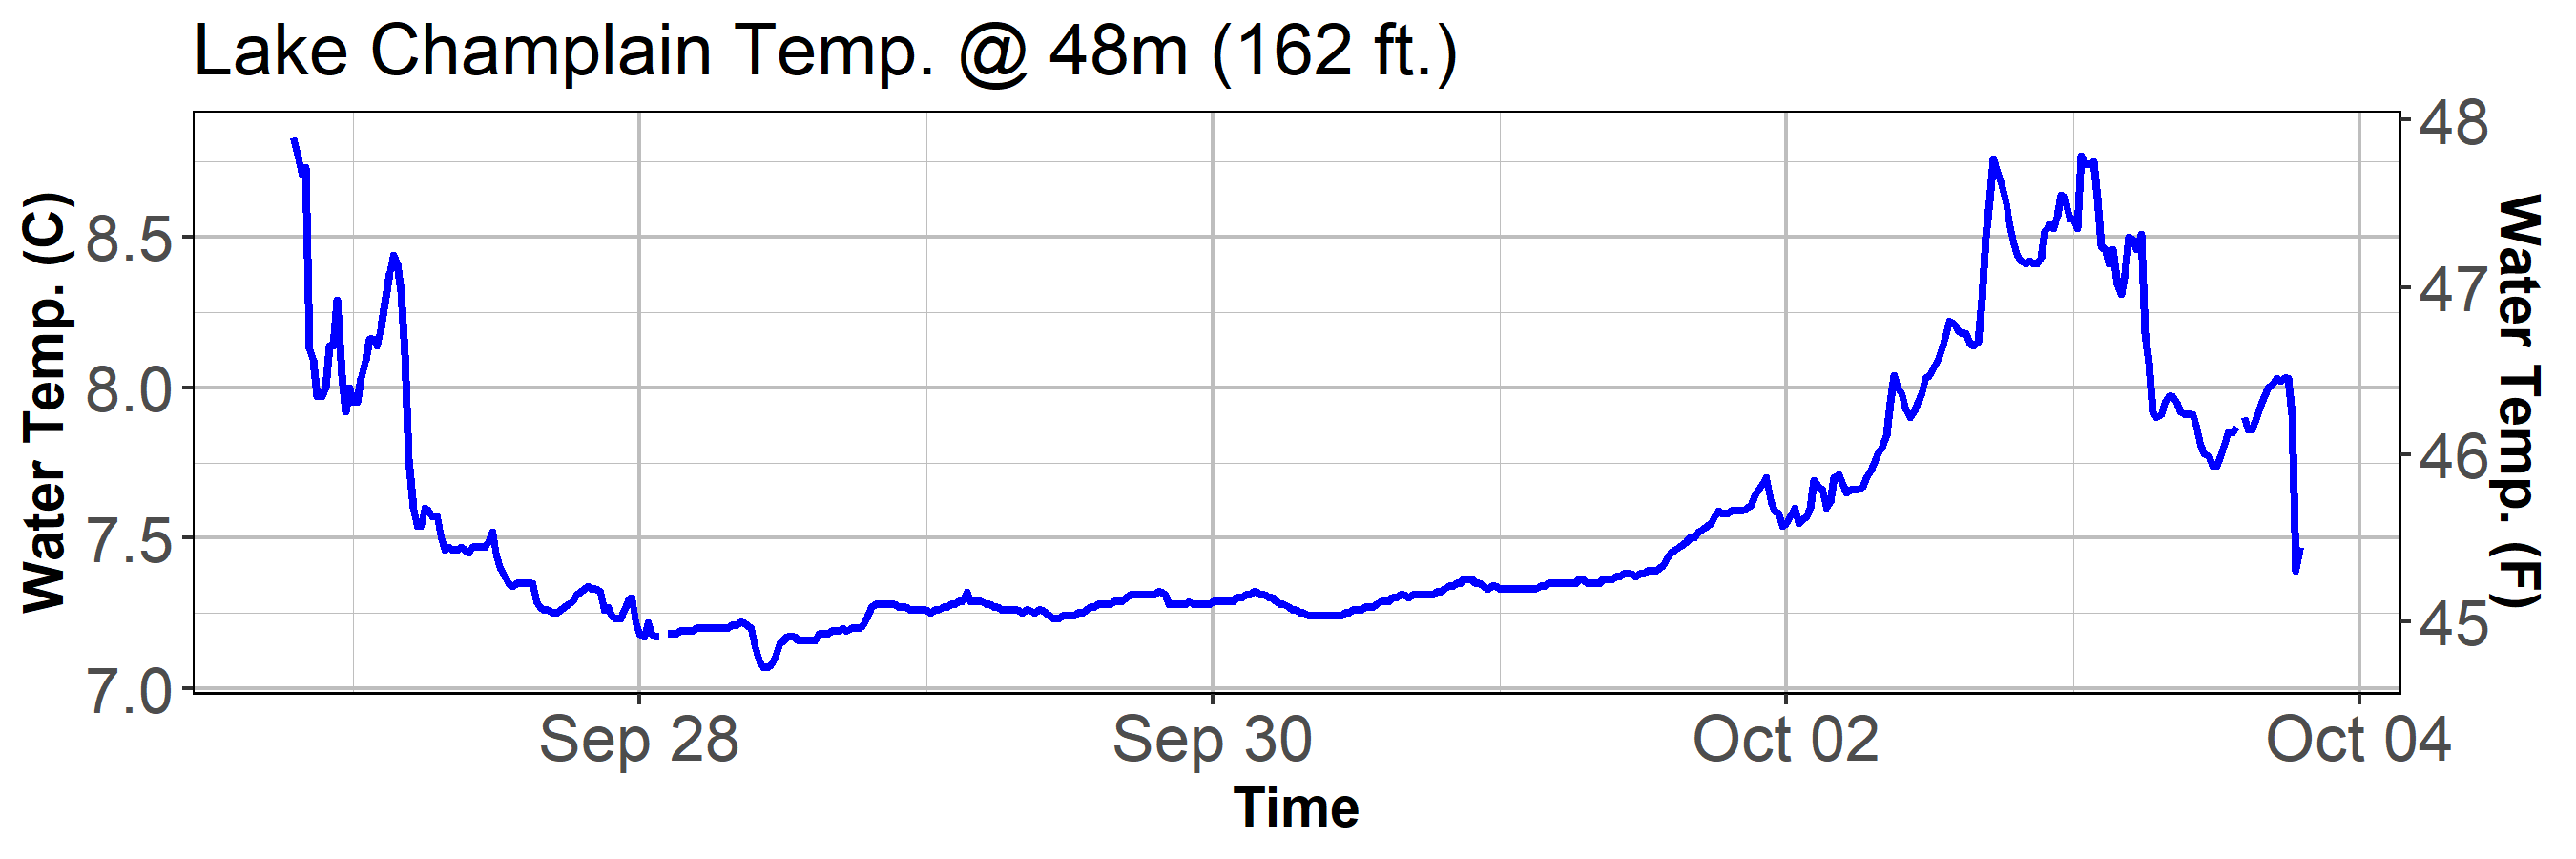 Lake Champlain Temp. @ 48m (162 ft.)
Water Temp. (C)
8.5
8.0
7.5
7.0
48
47
46
45
Water Temp. (F)
Sep 28
Sep 30
Oct 02
Oct 04
Time